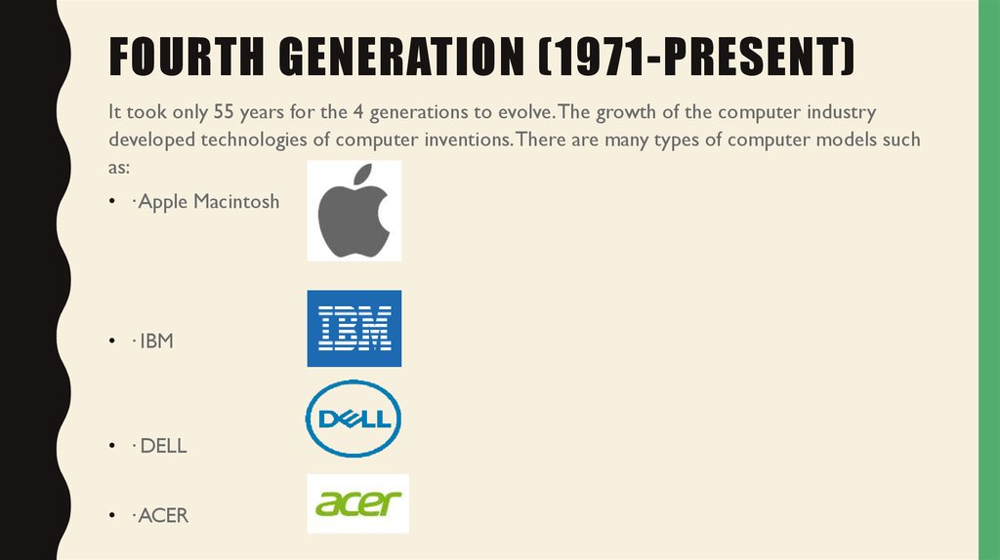 FOURTH GENERATION (1971-PRESENT)
It took only 55 years for the 4 generations to evolve. The growth of the computer industry
developed technologies of computer inventions. There are many types of computer models such
as:
• · Apple Macintosh
• · IBM
IBM
DELL
• · DELL
• · ACER
acer